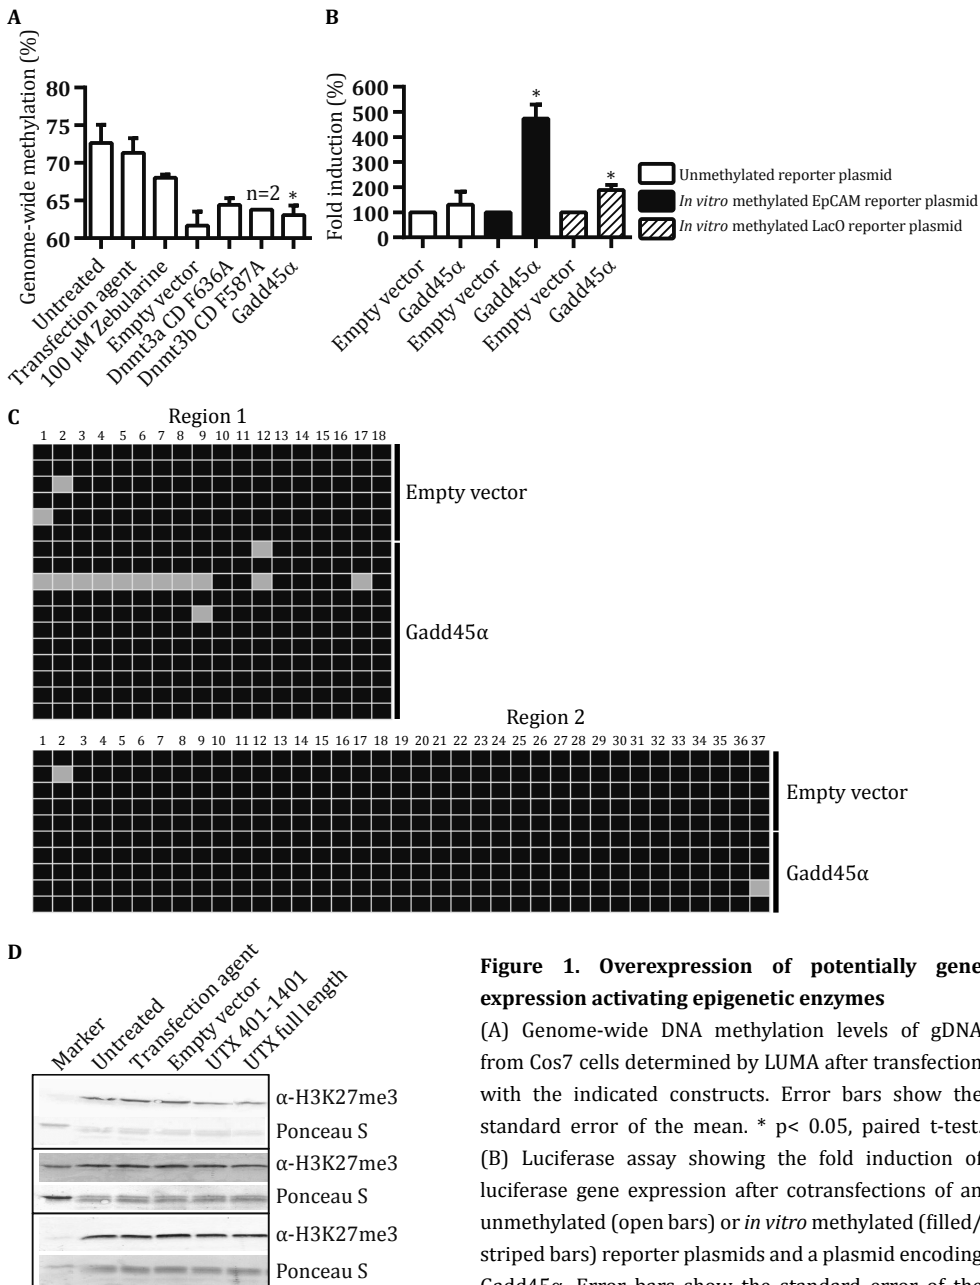 A
Genome-wide methylation (%)
80
75
70
65
60
n=2
*
Untreated
Transfection agent
100 μM Zebularine
Empty vector
Dnmt3a CD F636A
Dnmt3b CD F587A
Gadd45α
B
Fold induction (%)
600
500
400
300
200
100
0
*
*
Empty vector
Gadd45α
Empty vector
Gadd45α
Empty vector
Gadd45α
Unmethylated reporter plasmid
In vitro methylated EpCAM reporter plasmid
In vitro methylated LacO reporter plasmid
C
Region 1
1 2 3 4 5 6 7 8 9 10 11 12 13 14 15 16 17 18
Empty vector
Gadd45α
Region 2
1 2 3 4 5 6 7 8 9 10 11 12 13 14 15 16 17 18 19 20 21 22 23 24 25 26 27 28 29 30 31 32 33 34 35 36 37
Empty vector
Gadd45α
D
Marker
Untreated
Transfection agent
Empty vector
UTX 401-1401
UTX full length
α-H3K27me3
Ponceau S
α-H3K27me3
Ponceau S
α-H3K27me3
Ponceau S
Figure 1. Overexpression of potentially gene
expression activating epigenetic enzymes
(A) Genome-wide DNA methylation levels of gDNA
from Cos7 cells determined by LUMA after transfection
with the indicated constructs. Error bars show the
standard error of the mean. * p< 0.05, paired t-test.
(B) Luciferase assay showing the fold induction of
luciferase gene expression after cotransfections of an
unmethylated (open bars) or in vitro methylated (filled/
striped bars) reporter plasmids and a plasmid encoding
Gadd45α. Error bars show the standard error of the